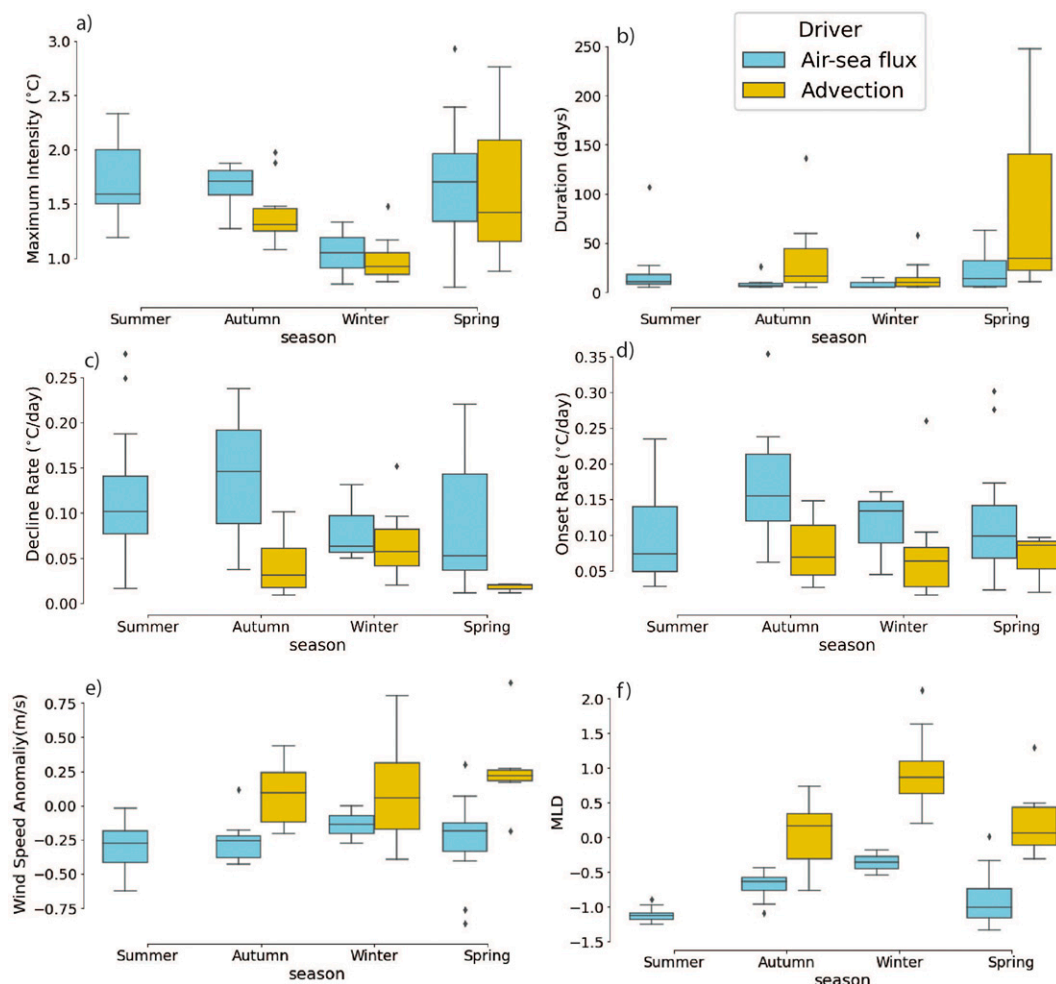 a)
Maximum Intensity (°C)
3.0
2.5
2.0
1.5
1.0
Summer Autumn Winter Spring
season
b)
Driver
Air-sea flux
Advection
Duration (days)
250
200
150
100
50
0
Summer Autumn Winter Spring
season
c)
Decline Rate (°C/day)
0.25
0.20
0.15
0.10
0.05
0.00
Summer Autumn Winter Spring
season
d)
Onset Rate (°C/day)
0.35
0.30
0.25
0.20
0.15
0.10
0.05
Summer Autumn Winter Spring
season
e)
Wind Speed Anomaliy(m/s)
0.75
0.50
0.25
0.00
−0.25
−0.50
−0.75
Summer Autumn Winter Spring
season
f)
MLD
2.0
1.5
1.0
0.5
0.0
−0.5
−1.0
−1.5
Summer Autumn Winter Spring
season